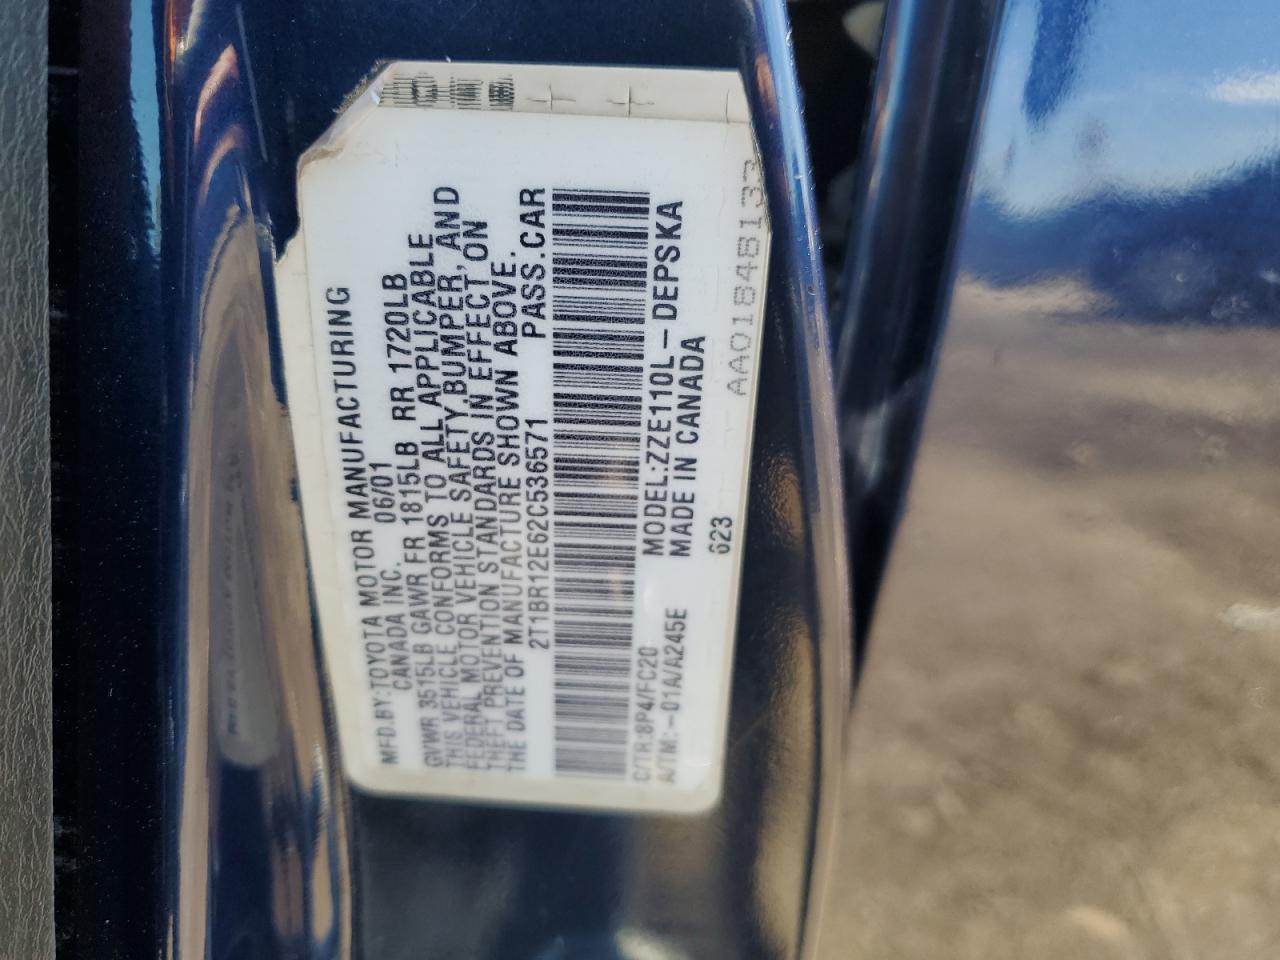 MFD.BY:TOYOTA MOTOR MANUFACTURING
CANADA INC. 06/01
GVWR 3515LB GAWR FR 1815LB RR 1720LB
THIS VEHICLE CONFORMS TO ALL APPLICABLE
FEDERAL MOTOR VEHICLE SAFETY, BUMPER, AND
THEFT PREVENTION STANDARDS IN EFFECT ON
THE DATE OF MANUFACTURE SHOWN ABOVE.
2T1BR12E62C536571 PASS.CAR
C/TR:8P4/FC20 MODEL:ZZE110L-DEPSKA
A/TM:-01A/A245E MADE IN CANADA
623
AA01848133